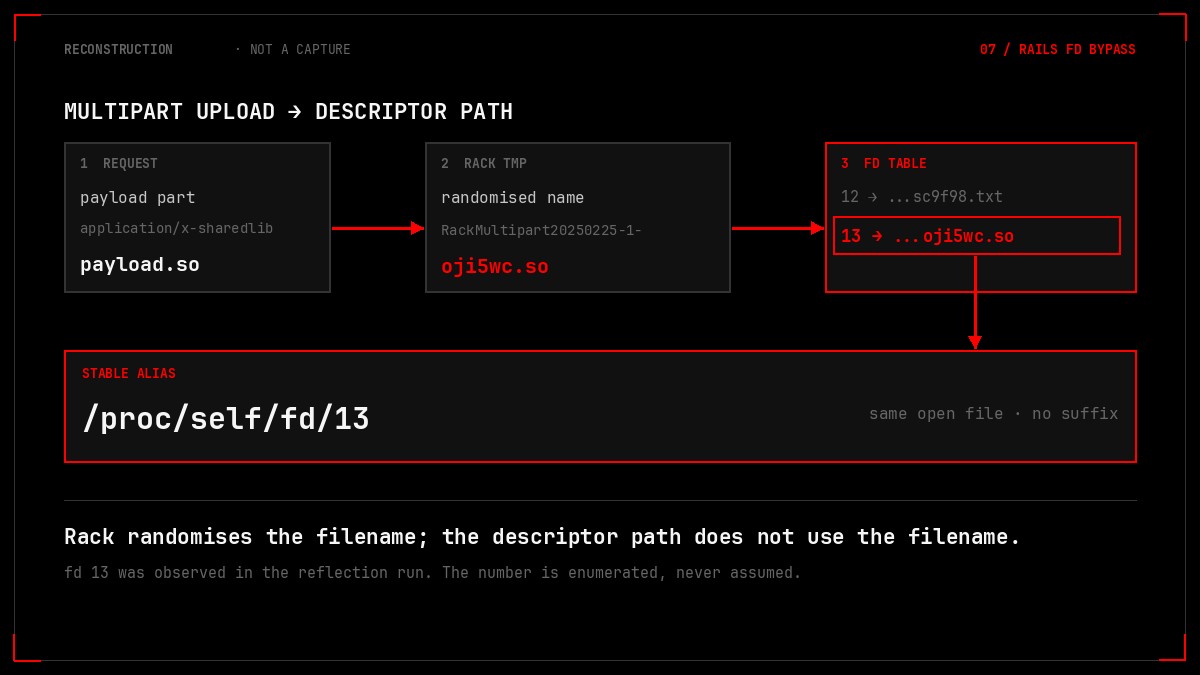 RECONSTRUCTION · NOT A CAPTURE
07 / RAILS FD BYPASS
MULTIPART UPLOAD → DESCRIPTOR PATH
1 REQUEST
payload part
application/x-sharedlib
payload.so
2 RACK TMP
randomised name
RackMultipart20250225-1-
oji5wc.so
3 FD TABLE
12 → ...sc9f98.txt
13 → ...oji5wc.so
STABLE ALIAS
/proc/self/fd/13
same open file · no suffix
Rack randomises the filename; the descriptor path does not use the filename.
fd 13 was observed in the reflection run. The number is enumerated, never assumed.